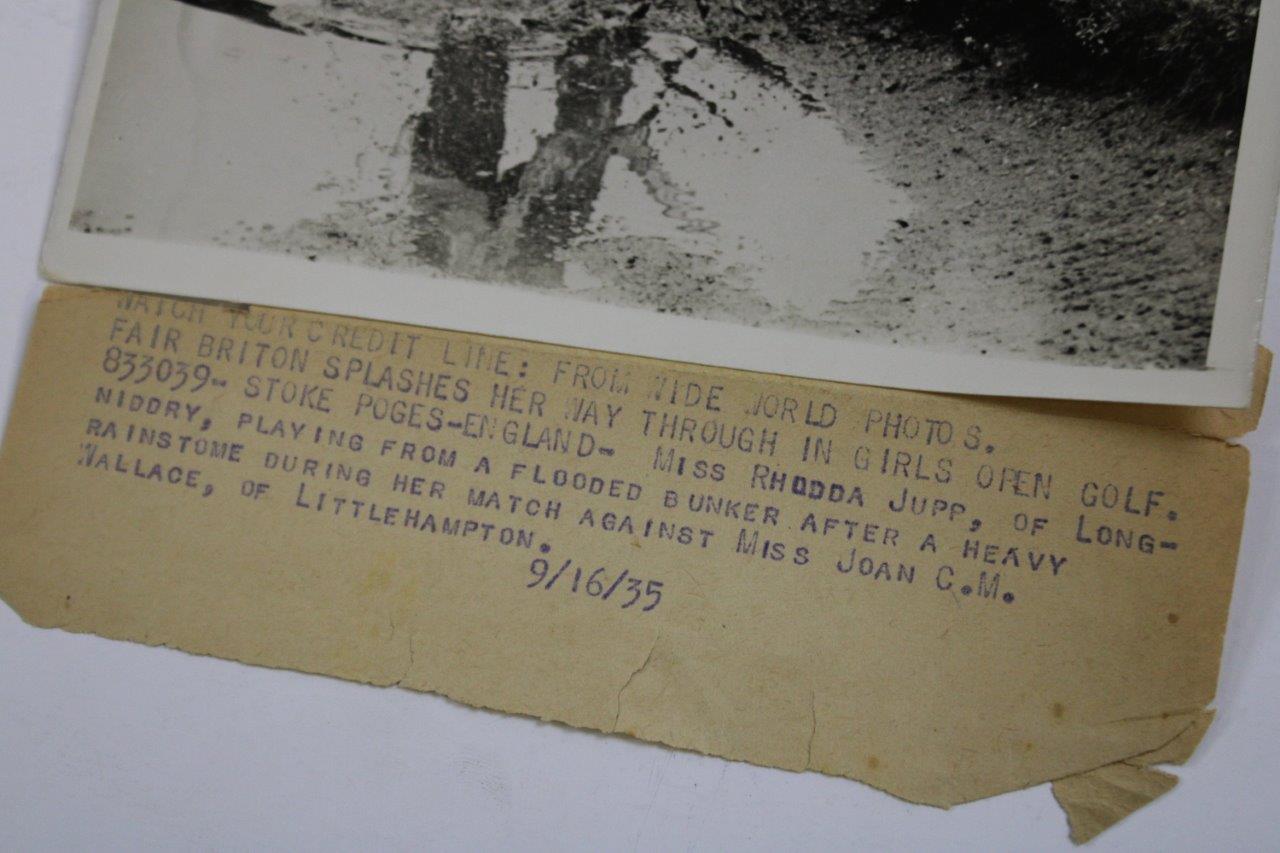 WATCH YOUR CREDIT LINE: FROM WIDE WORLD PHOTOS.
FAIR BRITON SPLASHES HER WAY THROUGH IN GIRLS OPEN GOLF.
833039- STOKE POGES-ENGLAND- MISS RHODDA JUPP, OF LONG-
NIDDRY, PLAYING FROM A FLOODED BUNKER AFTER A HEAVY
RAINSTOME DURING HER MATCH AGAINST MISS JOAN C.M.
WALLACE, OF LITTLEHAMPTON.
9/16/35